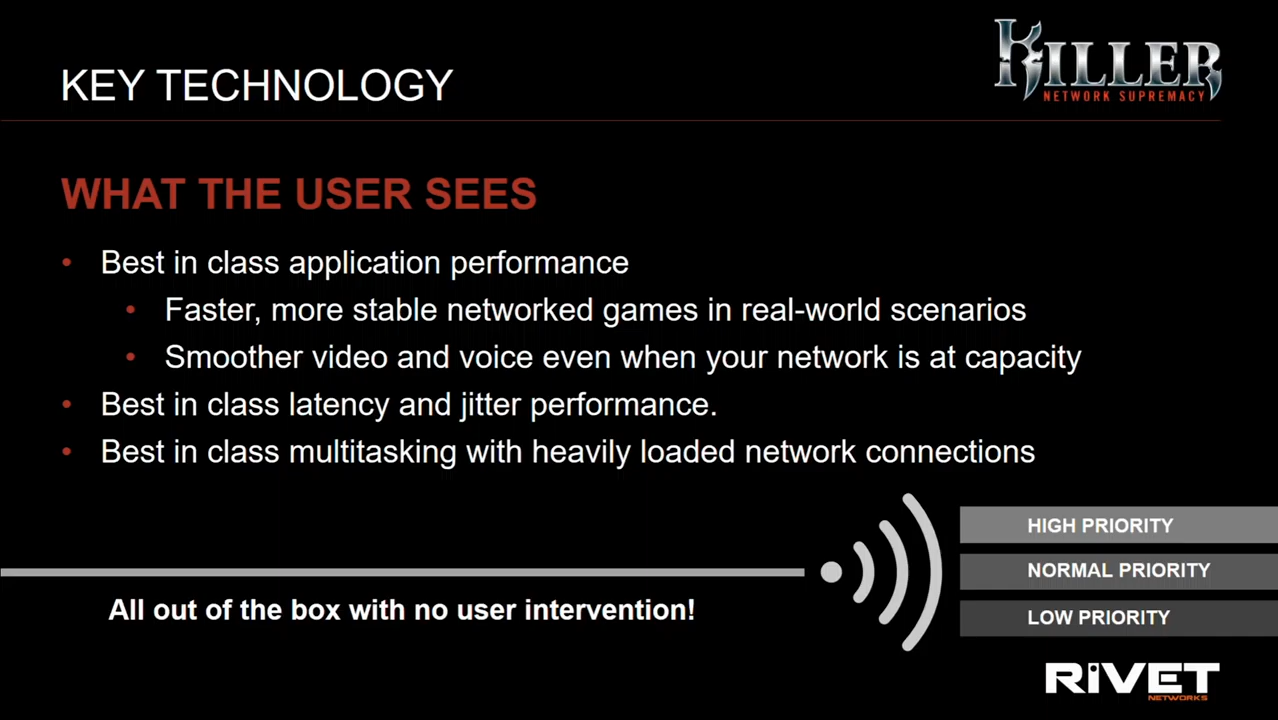 KEY TECHNOLOGY
KILLER
NETWORK SUPREMACY
WHAT THE USER SEES
• Best in class application performance
• Faster, more stable networked games in real-world scenarios
• Smoother video and voice even when your network is at capacity
• Best in class latency and jitter performance.
• Best in class multitasking with heavily loaded network connections
HIGH PRIORITY
NORMAL PRIORITY
LOW PRIORITY
All out of the box with no user intervention!
RIVET
NETWORKS